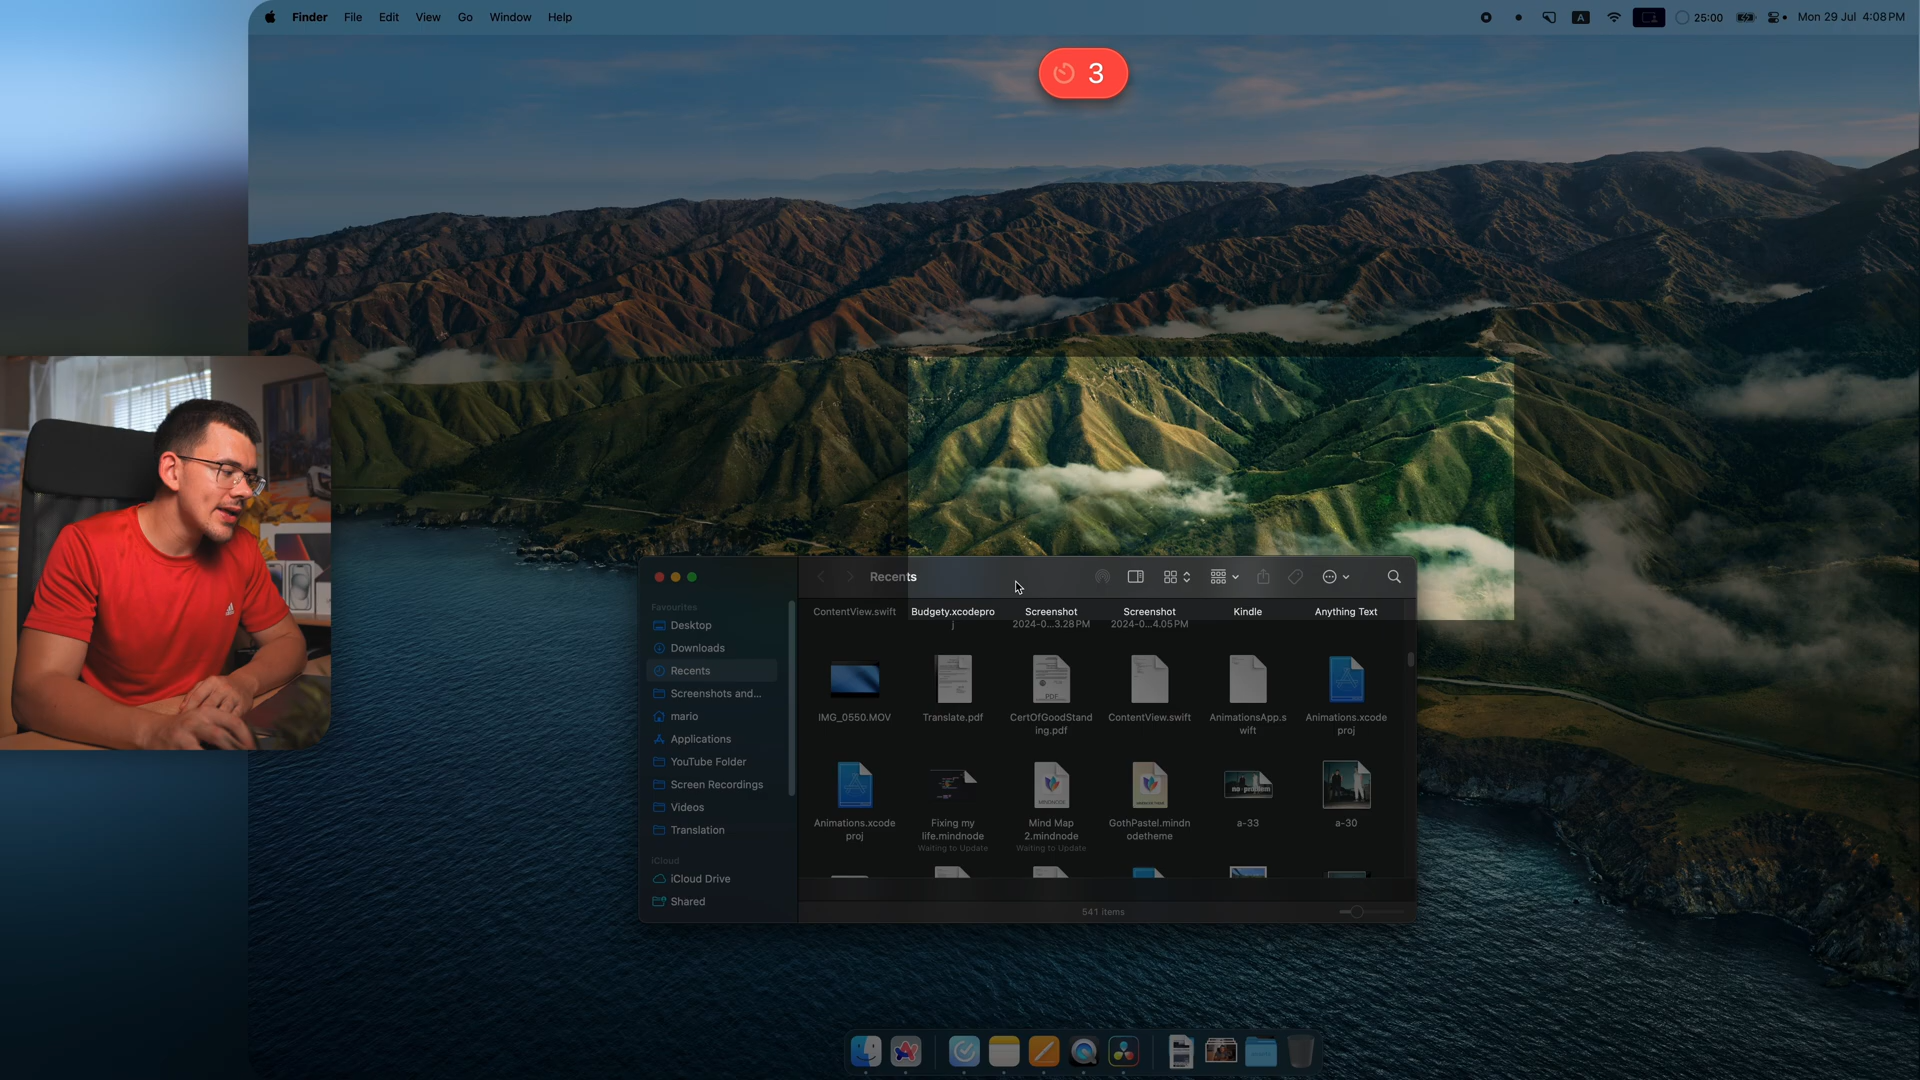 Finder File Edit View Go Window Help
A
25:00
Mon 29 Jul 4:08 PM
3
Recents
Favourites
Desktop
Downloads
Recents
Screenshots and...
mario
Applications
YouTube Folder
Screen Recordings
Videos
Translation
iCloud
iCloud Drive
Shared
ContentView.swift
Budgety.xcodepro
j
Screenshot
2024-0...3.28 PM
Screenshot
2024-0...4.05 PM
Kindle
Anything Text
IMG_0550.MOV
Translate.pdf
PDF
CertOfGoodStand
ing.pdf
ContentView.swift
AnimationsApp.s
wift
Animations.xcode
proj
Animations.xcode
proj
Fixing my
life.mindnode
Waiting to Update
MINDNODE
Mind Map
2.mindnode
Waiting to Update
GothPastel.mindn
odetheme
no problem
a-33
a-30
541 items